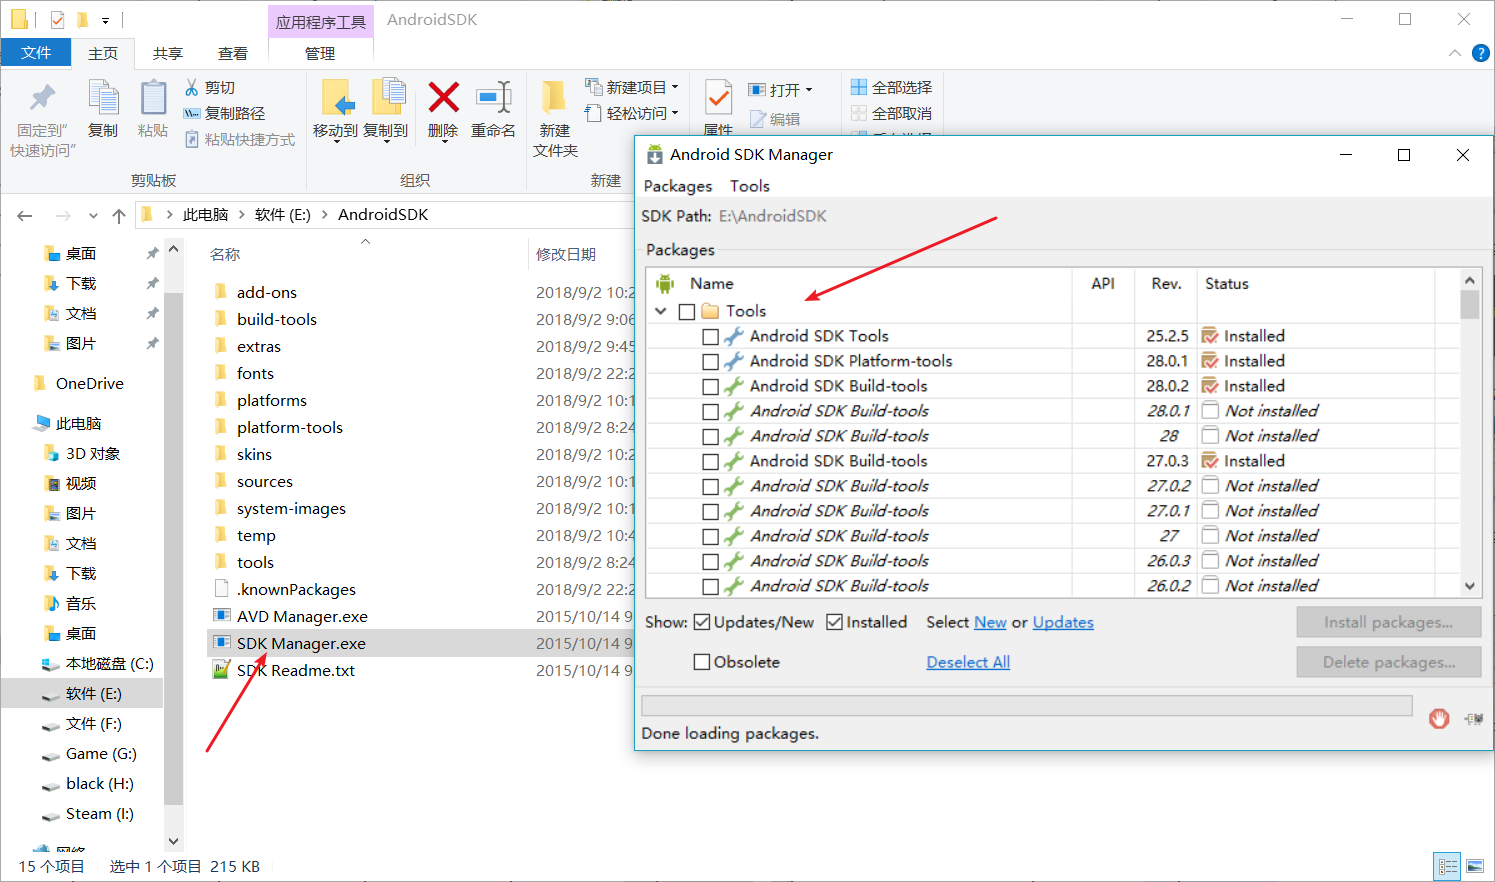 应用程序工具
AndroidSDK
文件
主页
共享
查看
管理
固定到"
快速访问"
复制
粘贴
剪切
复制路径
粘贴快捷方式
剪贴板
移动到
复制到
删除
重命名
组织
新建
文件夹
新建项目
轻松访问
新建
属性
打开
编辑
全部选择
全部取消
此电脑
软件 (E:)
AndroidSDK
桌面
下载
文档
图片
OneDrive
此电脑
3D 对象
视频
图片
文档
下载
音乐
桌面
本地磁盘 (C:)
软件 (E:)
文件 (F:)
Game (G:)
black (H:)
Steam (I:)
网络
名称
修改日期
add-ons 2018/9/2 10:2
build-tools 2018/9/2 9:06
extras 2018/9/2 9:45
fonts 2018/9/2 22:2
platforms 2018/9/2 10:1
platform-tools 2018/9/2 8:24
skins 2018/9/2 10:2
sources 2018/9/2 10:1
system-images 2018/9/2 10:1
temp 2018/9/2 10:4
tools 2018/9/2 8:24
.knownPackages 2018/9/2 22:2
AVD Manager.exe 2015/10/14 9
SDK Manager.exe 2015/10/14 9
SDK Readme.txt 2015/10/14 9
15 个项目
选中 1 个项目 215 KB
Android SDK Manager
Packages Tools
SDK Path: E:\AndroidSDK
Packages
Name API Rev. Status
Tools
Android SDK Tools 25.2.5 Installed
Android SDK Platform-tools 28.0.1 Installed
Android SDK Build-tools 28.0.2 Installed
Android SDK Build-tools 28.0.1 Not installed
Android SDK Build-tools 28 Not installed
Android SDK Build-tools 27.0.3 Installed
Android SDK Build-tools 27.0.2 Not installed
Android SDK Build-tools 27.0.1 Not installed
Android SDK Build-tools 27 Not installed
Android SDK Build-tools 26.0.3 Not installed
Android SDK Build-tools 26.0.2 Not installed
Show: Updates/New Installed Select New or Updates
Install packages...
Obsolete Deselect All
Delete packages...
Done loading packages.